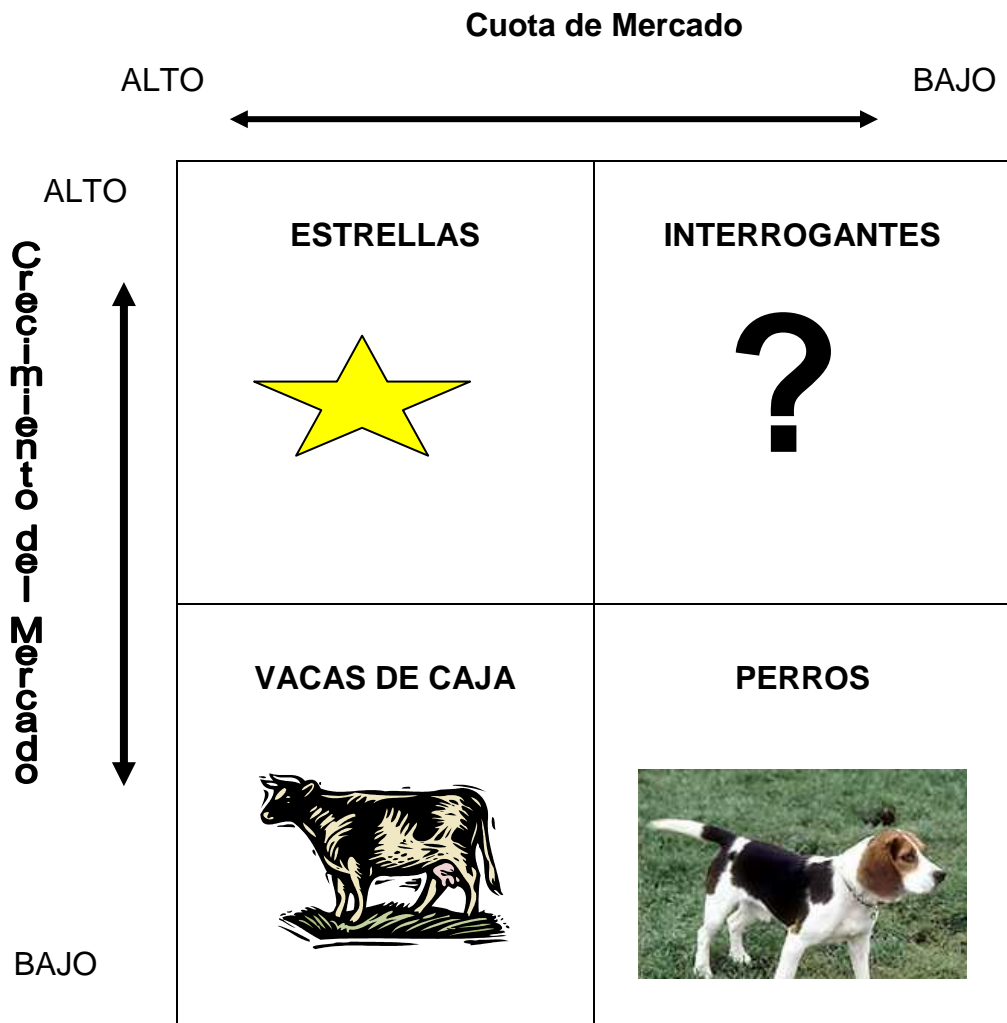 Cuota de Mercado
ALTO
BAJO
ALTO
Crecimiento del Mercado
ESTRELLAS
INTERROGANTES
?
VACAS DE CAJA
PERROS
BAJO